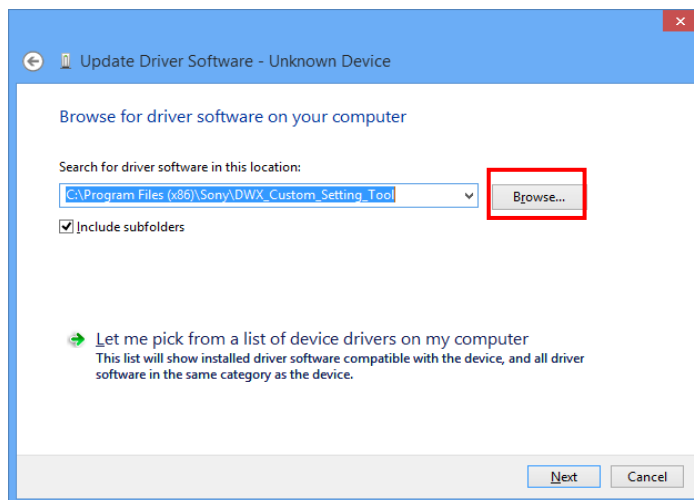 Update Driver Software - Unknown Device
Browse for driver software on your computer
Search for driver software in this location:
C:\Program Files (x86)\Sony\DWX_Custom_Setting_Tool
Browse...
Include subfolders
Let me pick from a list of device drivers on my computer
This list will show installed driver software compatible with the device, and all driver
software in the same category as the device.
Next
Cancel